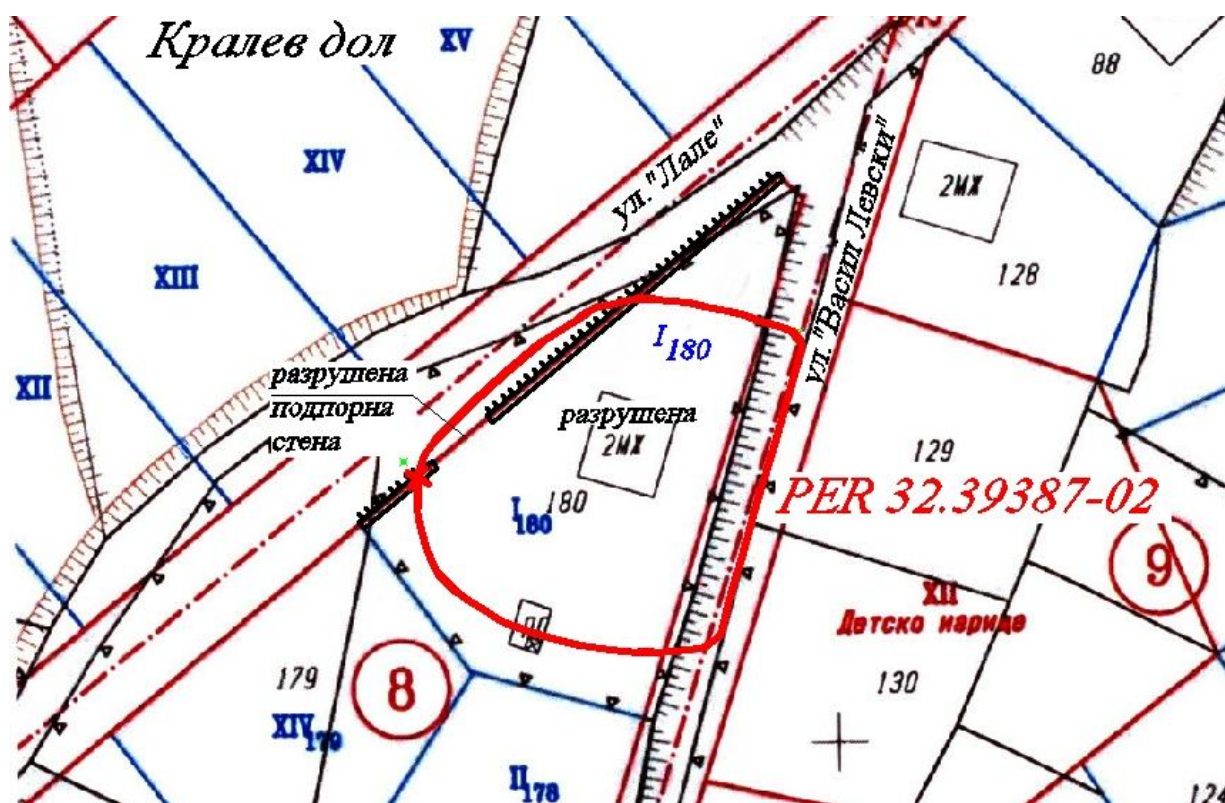 Кралев дол
XV
88
XIV
ул. "Лале"
ул. "Васил Левски"
2МЖ
128
XIII
I180
XII
разрушена
подпорна
стена
разрушена
2МЖ
129
PER 32.39387-02
180
I180
9
XII
Детско
179
8
130
XIV179
II178
124